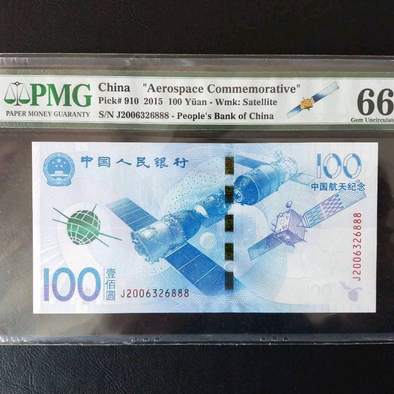 PMG
PAPER MONEY GUARANTY
China "Aerospace Commemorative"
Pick# 910 2015 100 Yüan - Wmk: Satellite
S/N J2006326888 - People's Bank of China
66
Gem Uncirculat
中国人民银行
100
中国航天纪念
J2006326888
100 壹佰圆
J2006326888